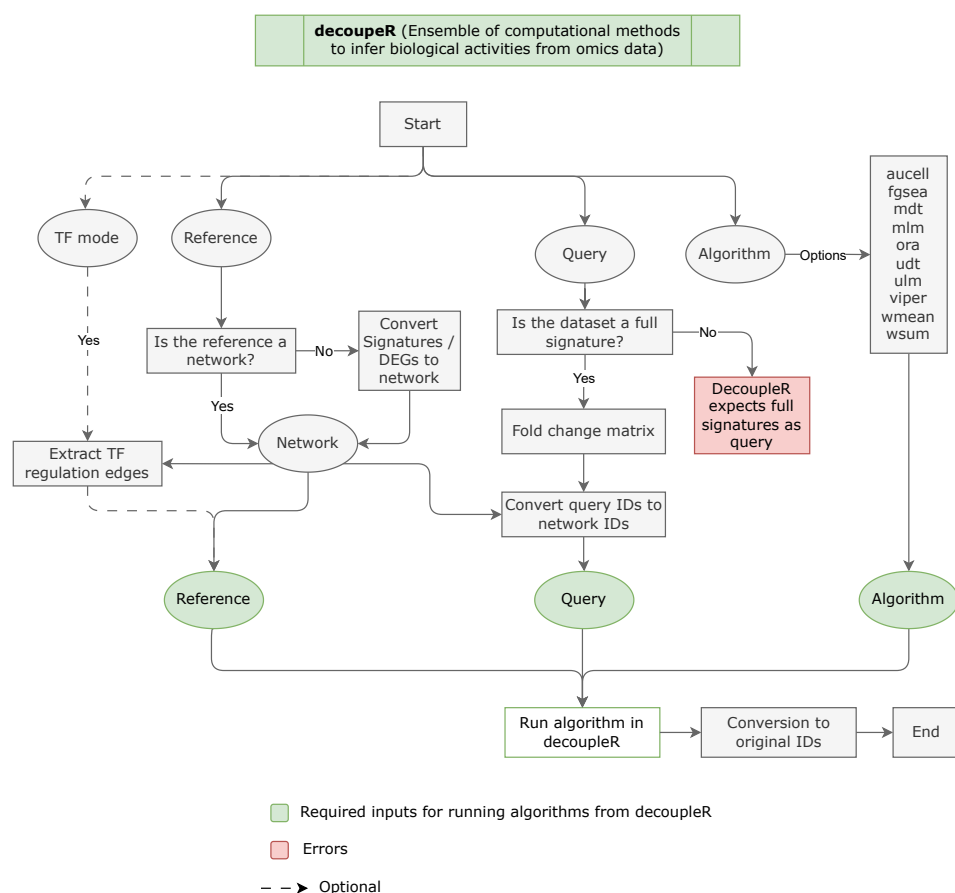 decoupeR (Ensemble of computational methods
to infer biological activities from omics data)
Start
TF mode
Reference
Query
Algorithm
Options
aucell
fgsea
mdt
mlm
ora
udt
ulm
viper
wmean
wsum
Yes
Is the reference a
network?
No
Convert
Signatures /
DEGs to
network
Is the dataset a full
signature?
No
Yes
Yes
DecoupleR
expects full
signatures as
query
Network
Fold change matrix
Extract TF
regulation edges
Convert query IDs to
network IDs
Reference
Query
Algorithm
Run algorithm in
decoupleR
Conversion to
original IDs
End
Required inputs for running algorithms from decoupleR
Errors
Optional